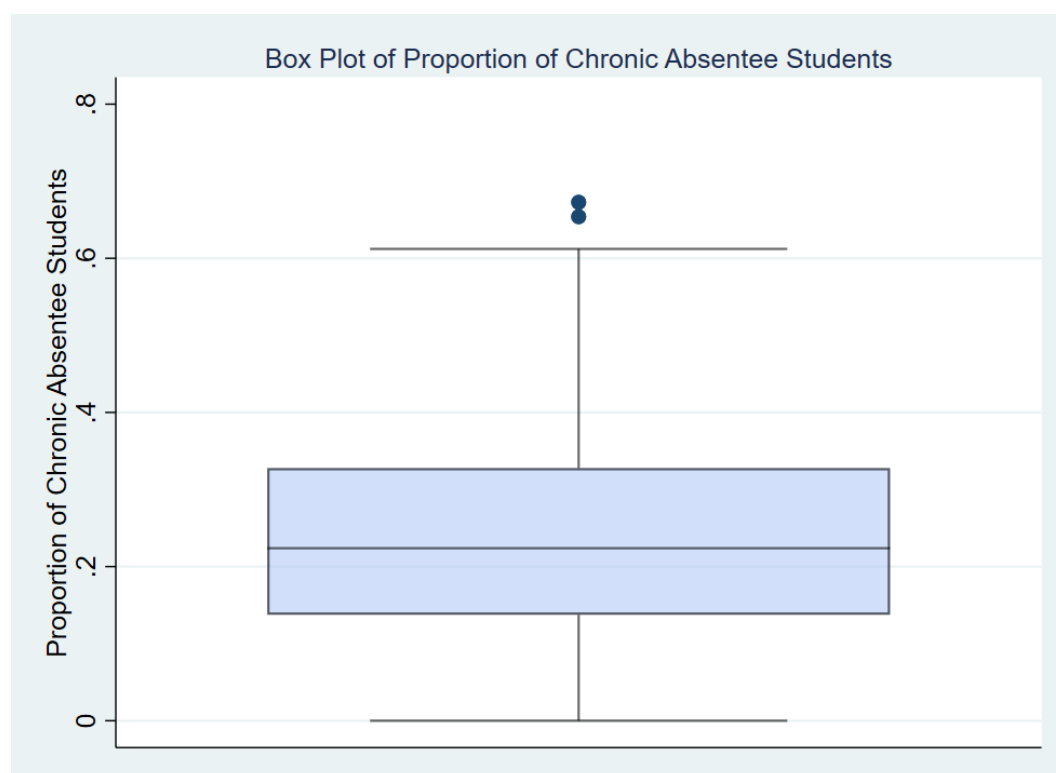 Box Plot of Proportion of Chronic Absentee Students
Proportion of Chronic Absentee Students
.8
.6
.4
.2
0